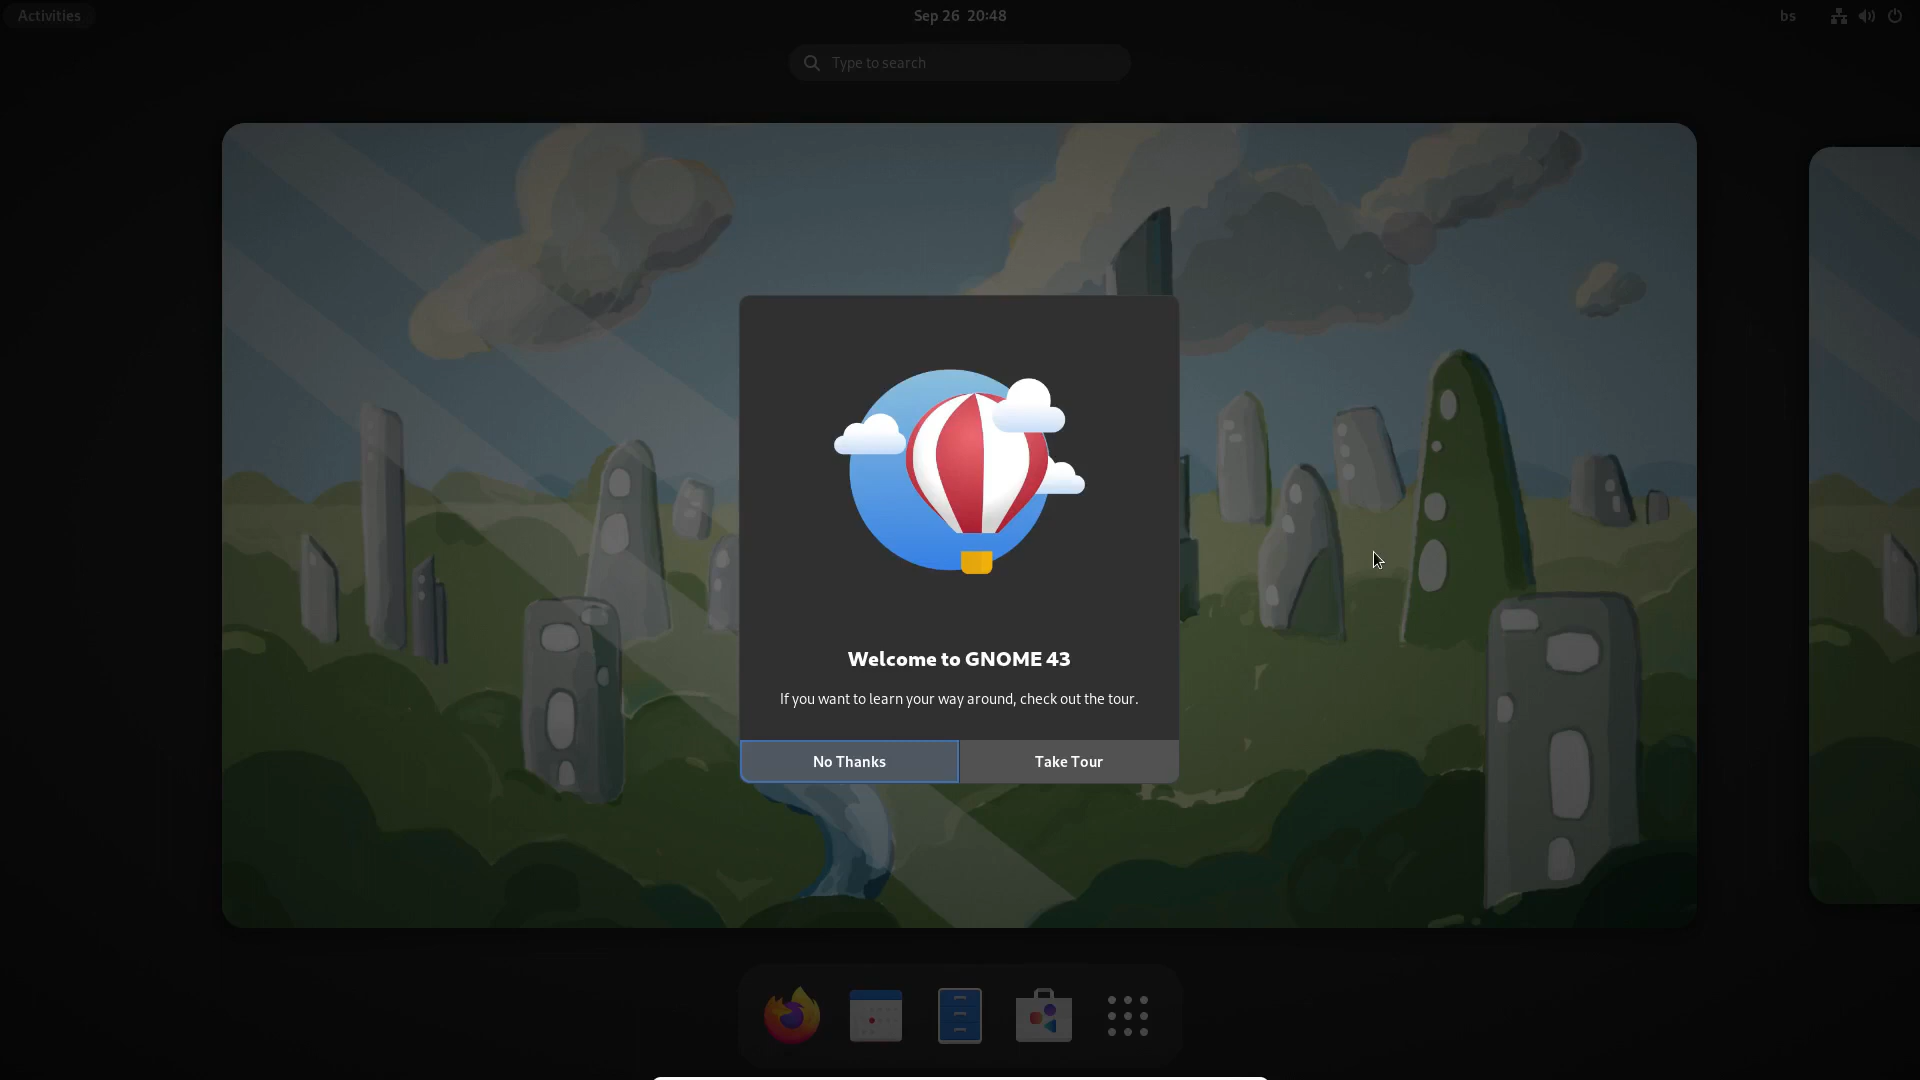 Activities
Sep 26 20:48
bs
Type to search
Welcome to GNOME 43
If you want to learn your way around, check out the tour.
No Thanks
Take Tour